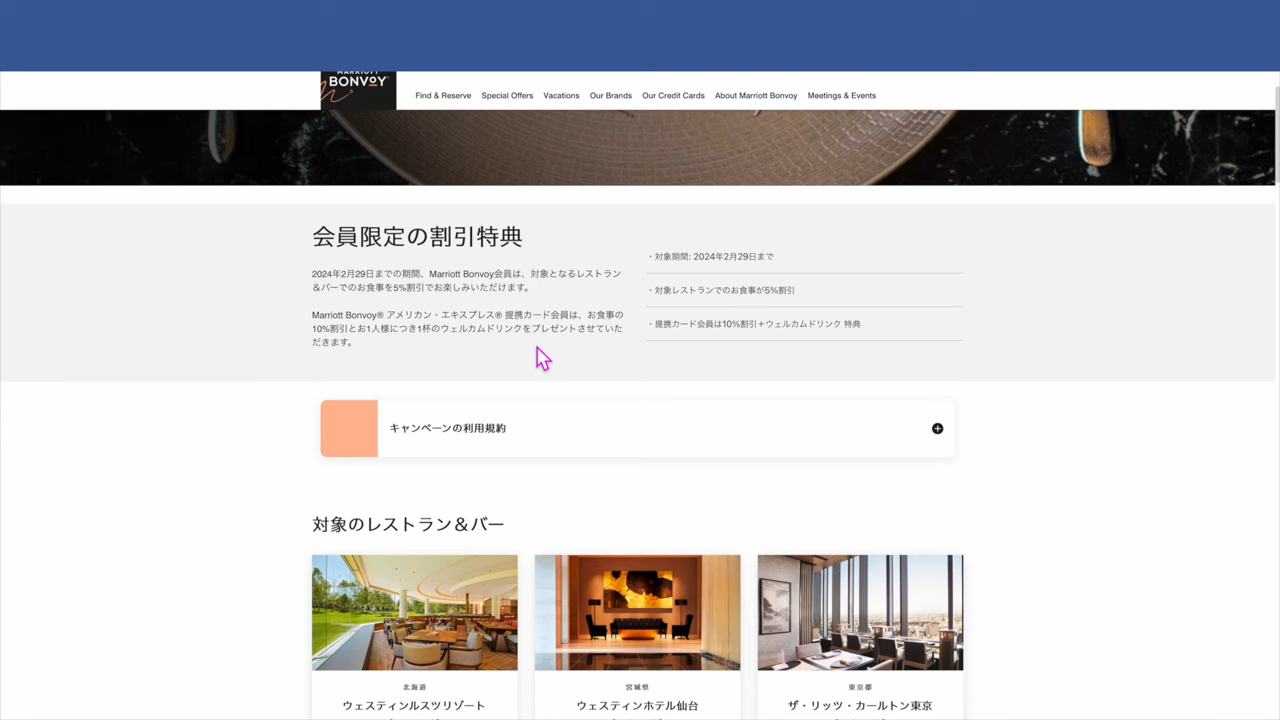 MARRIOTT
BONVOY
Find & Reserve
Special Offers
Vacations
Our Brands
Our Credit Cards
About Marriott Bonvoy
Meetings & Events
会員限定の割引特典
2024年2月29日までの期間、Marriott Bonvoy会員は、対象となるレストラン
＆バーでのお食事を5%割引でお楽しみいただけます。
Marriott Bonvoy® アメリカン・エキスプレス® 提携カード会員は、お食事の
10%割引とお1人様につき1杯のウェルカムドリンクをプレゼントさせていた
だきます。
・対象期間: 2024年2月29日まで
・対象レストランでのお食事が5%割引
・提携カード会員は10%割引＋ウェルカムドリンク 特典
キャンペーンの利用規約
対象のレストラン＆バー
北海道
ウェスティンルスツリゾート
宮城県
ウェスティンホテル仙台
東京都
ザ・リッツ・カールトン東京